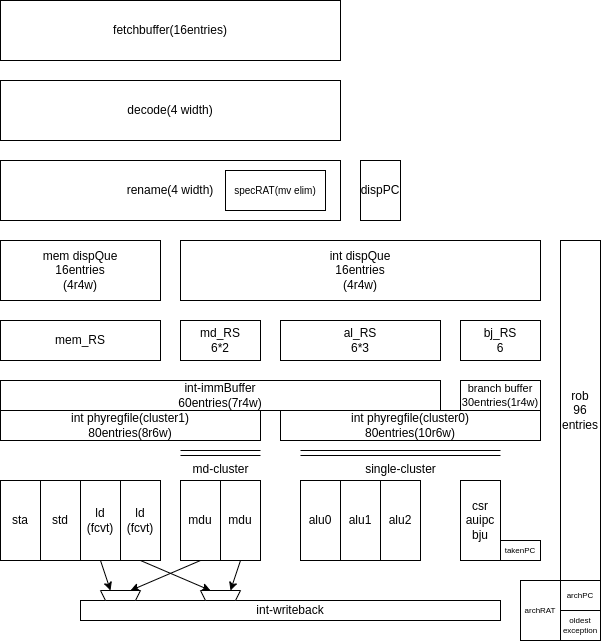 fetchbuffer(16entries)
decode(4 width)
rename(4 width)
specRAT(mv elim)
dispPC
mem dispQue
16entries
(4r4w)
int dispQue
16entries
(4r4w)
mem_RS
md_RS
6*2
al_RS
6*3
bj_RS
6
rob
96
entries
int-immBuffer
60entries(7r4w)
branch buffer
30entries(1r4w)
int phyregfile(cluster1)
80entries(8r6w)
int phyregfile(cluster0)
80entries(10r6w)
md-cluster
single-cluster
sta
std
ld
(fcvt)
ld
(fcvt)
mdu
mdu
alu0
alu1
alu2
csr
auipc
bju
takenPC
int-writeback
archRAT
archPC
oldest
exception